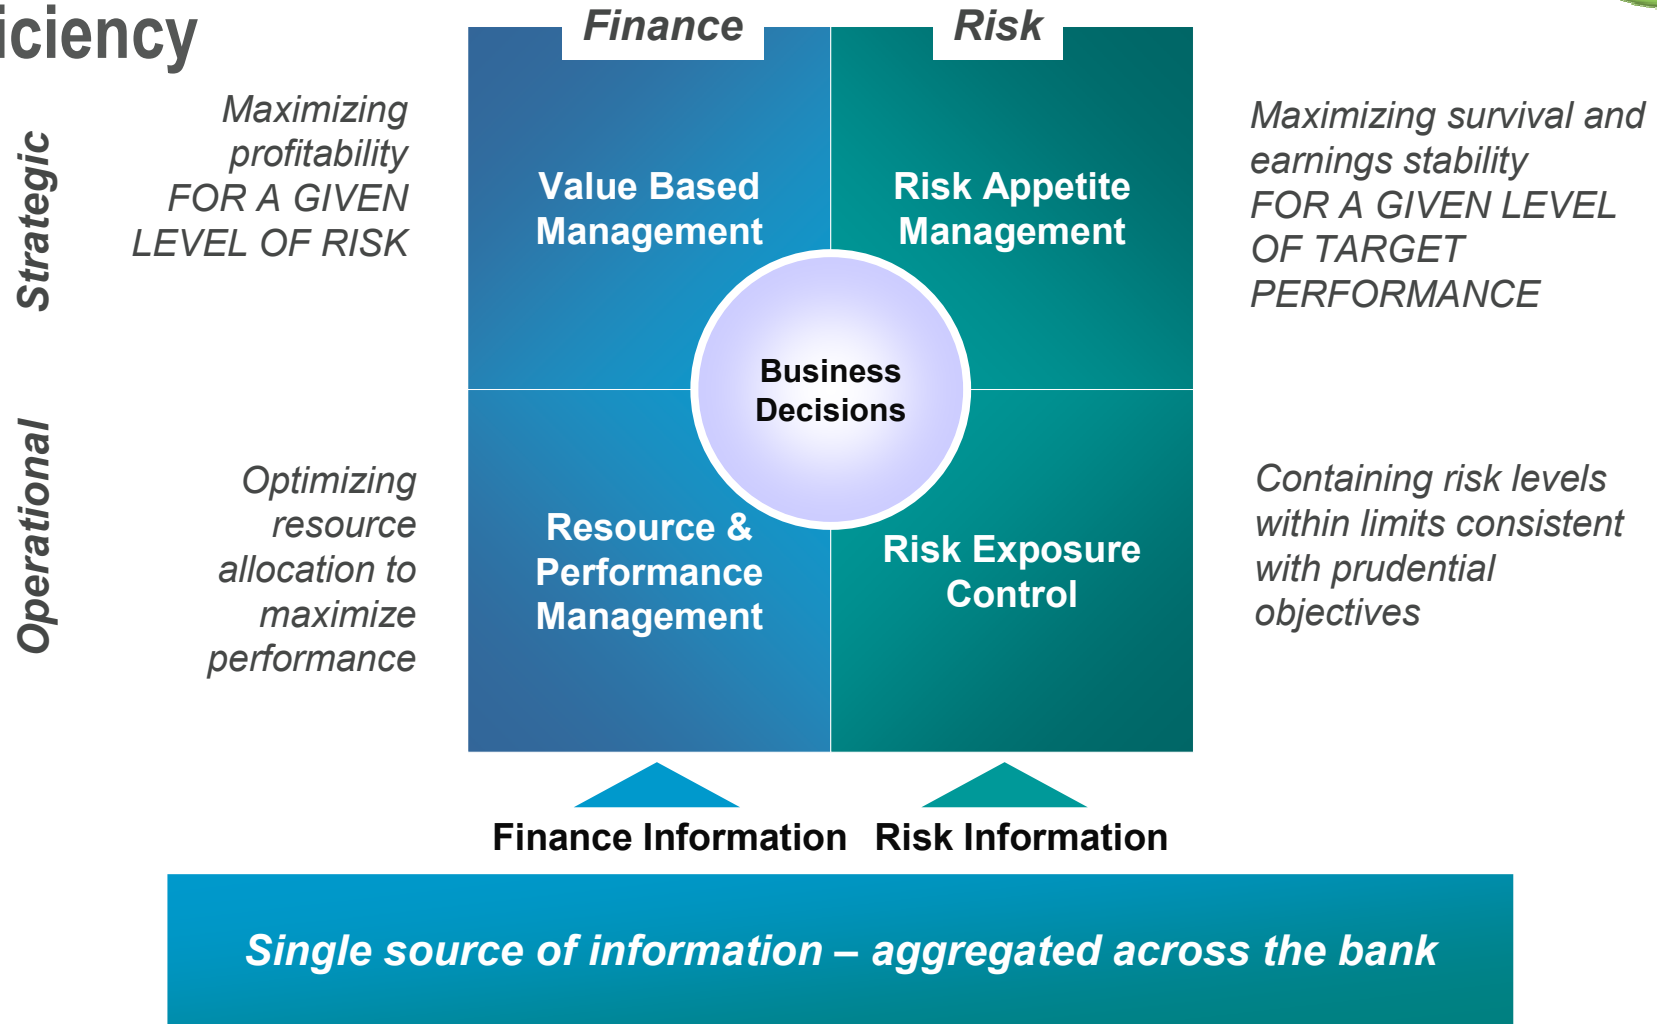 iciency
Finance
Risk
Strategic
Maximizing
profitability
FOR A GIVEN
LEVEL OF RISK
Value Based
Management
Risk Appetite
Management
Maximizing survival and
earnings stability
FOR A GIVEN LEVEL
OF TARGET
PERFORMANCE
Business
Decisions
Operational
Optimizing
resource
allocation to
maximize
performance
Resource &
Performance
Management
Risk Exposure
Control
Containing risk levels
within limits consistent
with prudential
objectives
Finance Information
Risk Information
Single source of information – aggregated across the bank